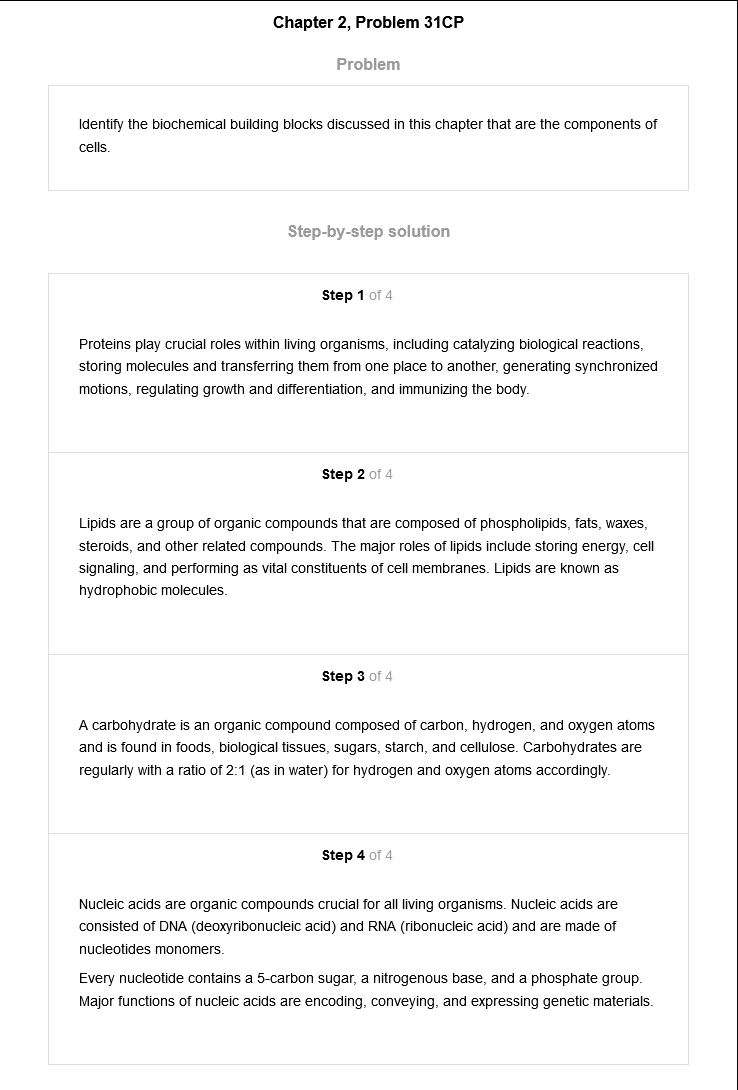 Chapter 2, Problem 31CP
Problem
Identify the biochemical building blocks discussed in this chapter that are the components of
cells.
Step-by-step solution
Step 1 of 4
Proteins play crucial roles within living organisms, including catalyzing biological reactions,
storing molecules and transferring them from one place to another, generating synchronized
motions, regulating growth and differentiation, and immunizing the body.
Step 2 of 4
Lipids are a group of organic compounds that are composed of phospholipids, fats, waxes,
steroids, and other related compounds. The major roles of lipids include storing energy, cell
signaling, and performing as vital constituents of cell membranes. Lipids are known as
hydrophobic molecules.
Step 3 of 4
A carbohydrate is an organic compound composed of carbon, hydrogen, and oxygen atoms
and is found in foods, biological tissues, sugars, starch, and cellulose. Carbohydrates are
regularly with a ratio of 2:1 (as in water) for hydrogen and oxygen atoms accordingly.
Step 4 of 4
Nucleic acids are organic compounds crucial for all living organisms. Nucleic acids are
consisted of DNA (deoxyribonucleic acid) and RNA (ribonucleic acid) and are made of
nucleotides monomers.
Every nucleotide contains a 5-carbon sugar, a nitrogenous base, and a phosphate group.
Major functions of nucleic acids are encoding, conveying, and expressing genetic materials.